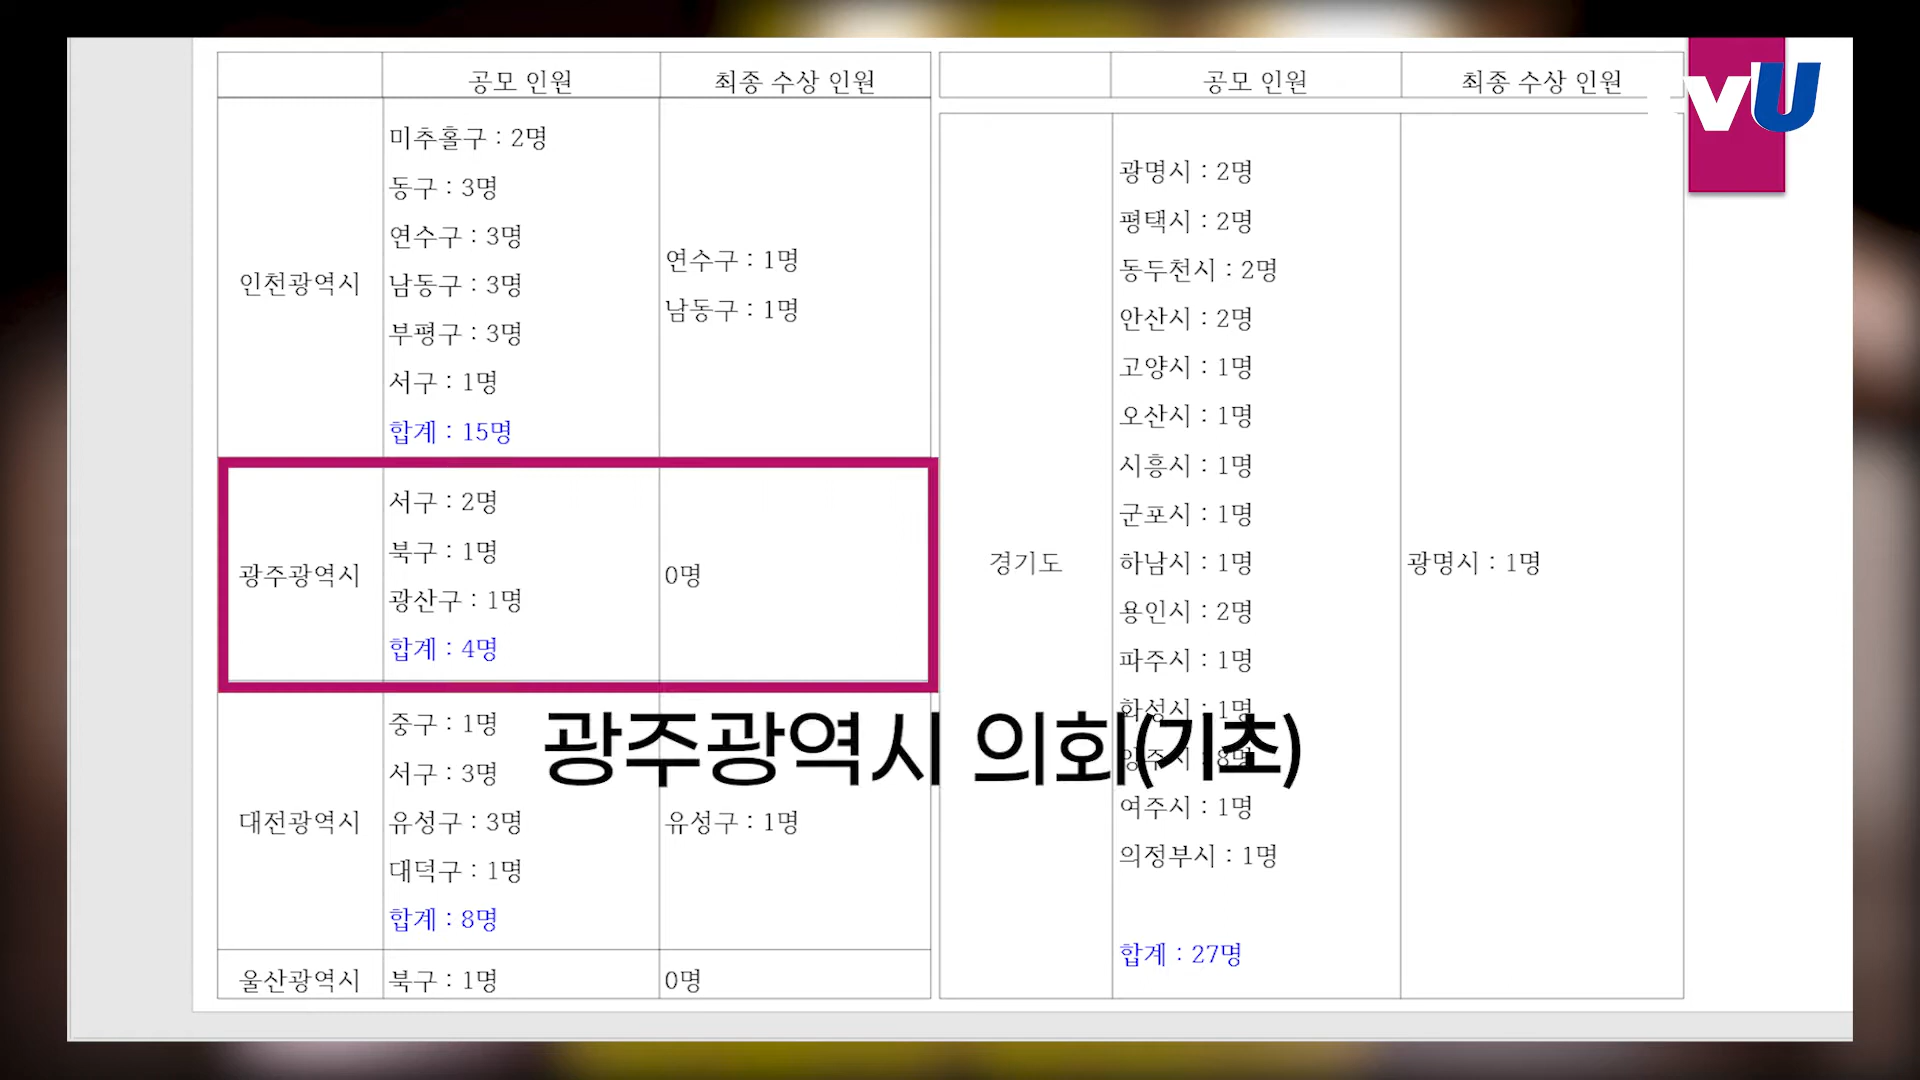 공모 인원
최종 수상 인원
인천광역시
미추홀구 : 2명
동구 : 3명
연수구 : 3명
남동구 : 3명
부평구 : 3명
서구 : 1명
합계 : 15명
연수구 : 1명
남동구 : 1명
광주광역시
서구 : 2명
북구 : 1명
광산구 : 1명
합계 : 4명
0명
대전광역시
중구 : 1명
서구 : 3명
유성구 : 3명
대덕구 : 1명
합계 : 8명
유성구 : 1명
울산광역시
북구 : 1명
0명
공모 인원
최종 수상 인원
경기도
광명시 : 2명
평택시 : 2명
동두천시 : 2명
안산시 : 2명
고양시 : 1명
오산시 : 1명
시흥시 : 1명
군포시 : 1명
하남시 : 1명
용인시 : 2명
파주시 : 1명
화성시 : 1명
여주시 : 1명
의정부시 : 1명
합계 : 27명
광명시 : 1명
광주광역시 의회(기초)